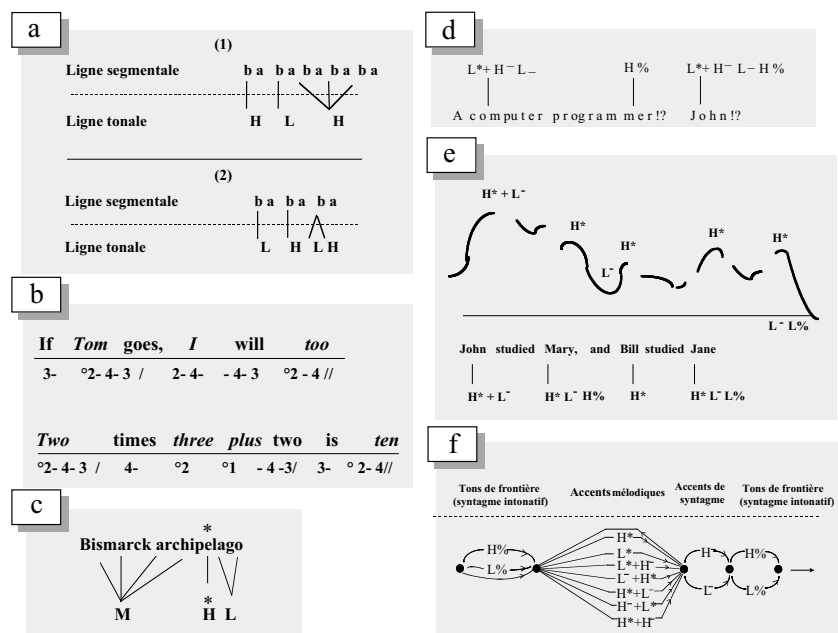 a
(1)
Ligne segmentale b a b a b a b a b a
Ligne tonale H L H
(2)
Ligne segmentale b a b a b a
Ligne tonale L H L H
b
If Tom goes, I will too
3- °2- 4- 3 / 2- 4- - 4- 3 °2 - 4 //
Two times three plus two is ten
°2- 4- 3 / 4- °2 °1 - 4 -3/ 3- ° 2- 4//
c
*
Bismarck archipelago
*
M H L
d
L*+ H – L – H% L*+ H – L – H%
A computer programmer!? John!?
e
H* + L-
H* H* H* H*
L-
L- L%
John studied Mary, and Bill studied Jane
H* + L- H* L- H% H* H* L- L%
f
Tons de frontière Accents mélodiques Accents de Tons de frontière
(syntagme intonatif) syntagme (syntagme intonatif)
H*
H% L* H- H%
L*+H-
L% L-+H* L- L%
H*+L-
H-+L*
H*+H-